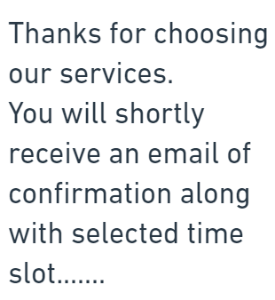 Thanks for choosing
our services.
You will shortly
receive an email of
confirmation along
with selected time
slot.......